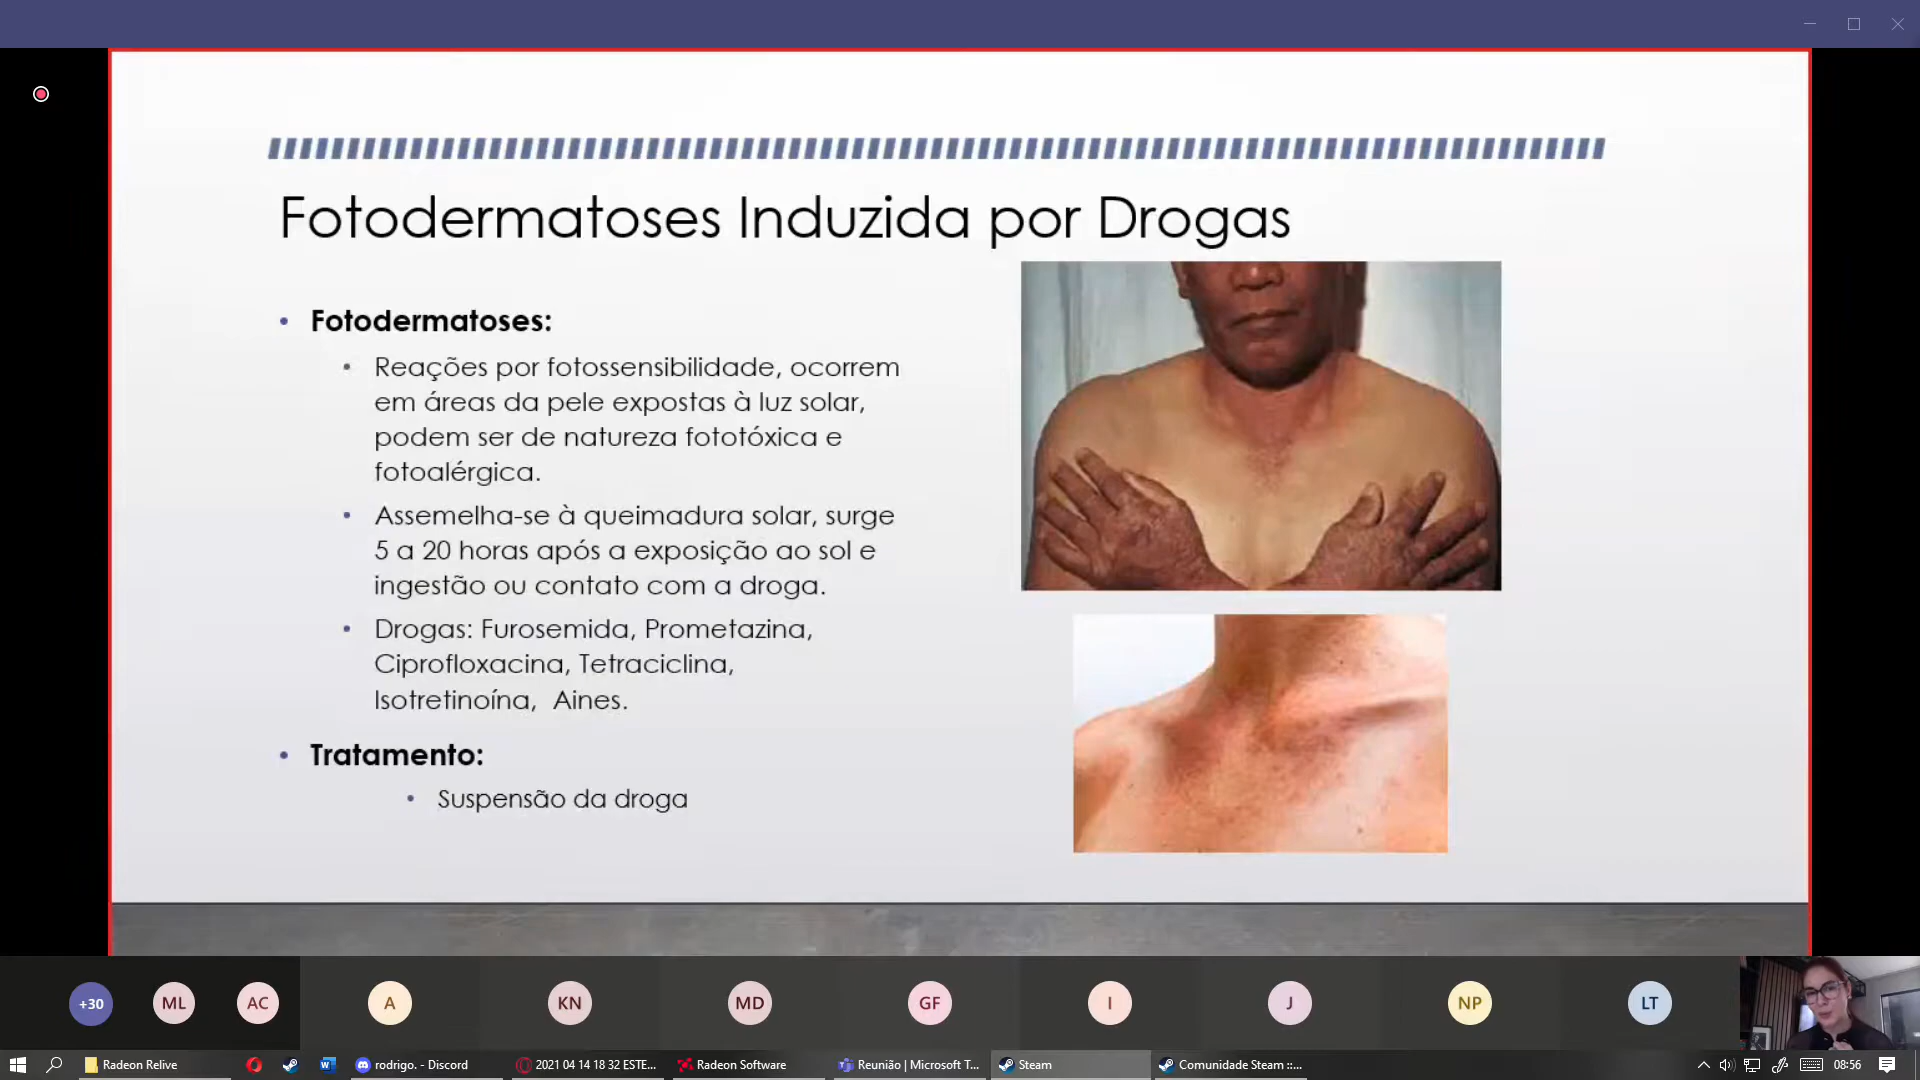 Fotodermatoses Induzida por Drogas
Fotodermatoses:
Reações por fotossensibilidade, ocorrem
em áreas da pele expostas à luz solar,
podem ser de natureza fototóxica e
fotoalérgica.
Assemelha-se à queimadura solar, surge
5 a 20 horas após a exposição ao sol e
ingestão ou contato com a droga.
Drogas: Furosemida, Prometazina,
Ciprofloxacina, Tetraciclina,
Isotretinoína, Aines.
Tratamento:
Suspensão da droga
+30
ML
AC
A
KN
MD
GF
I
J
NP
LT
Radeon Relive
rodrigo. - Discord
2021 04 14 18 32 ESTE...
Radeon Software
Reunião | Microsoft T...
Steam
Comunidade Steam ::...
08:56